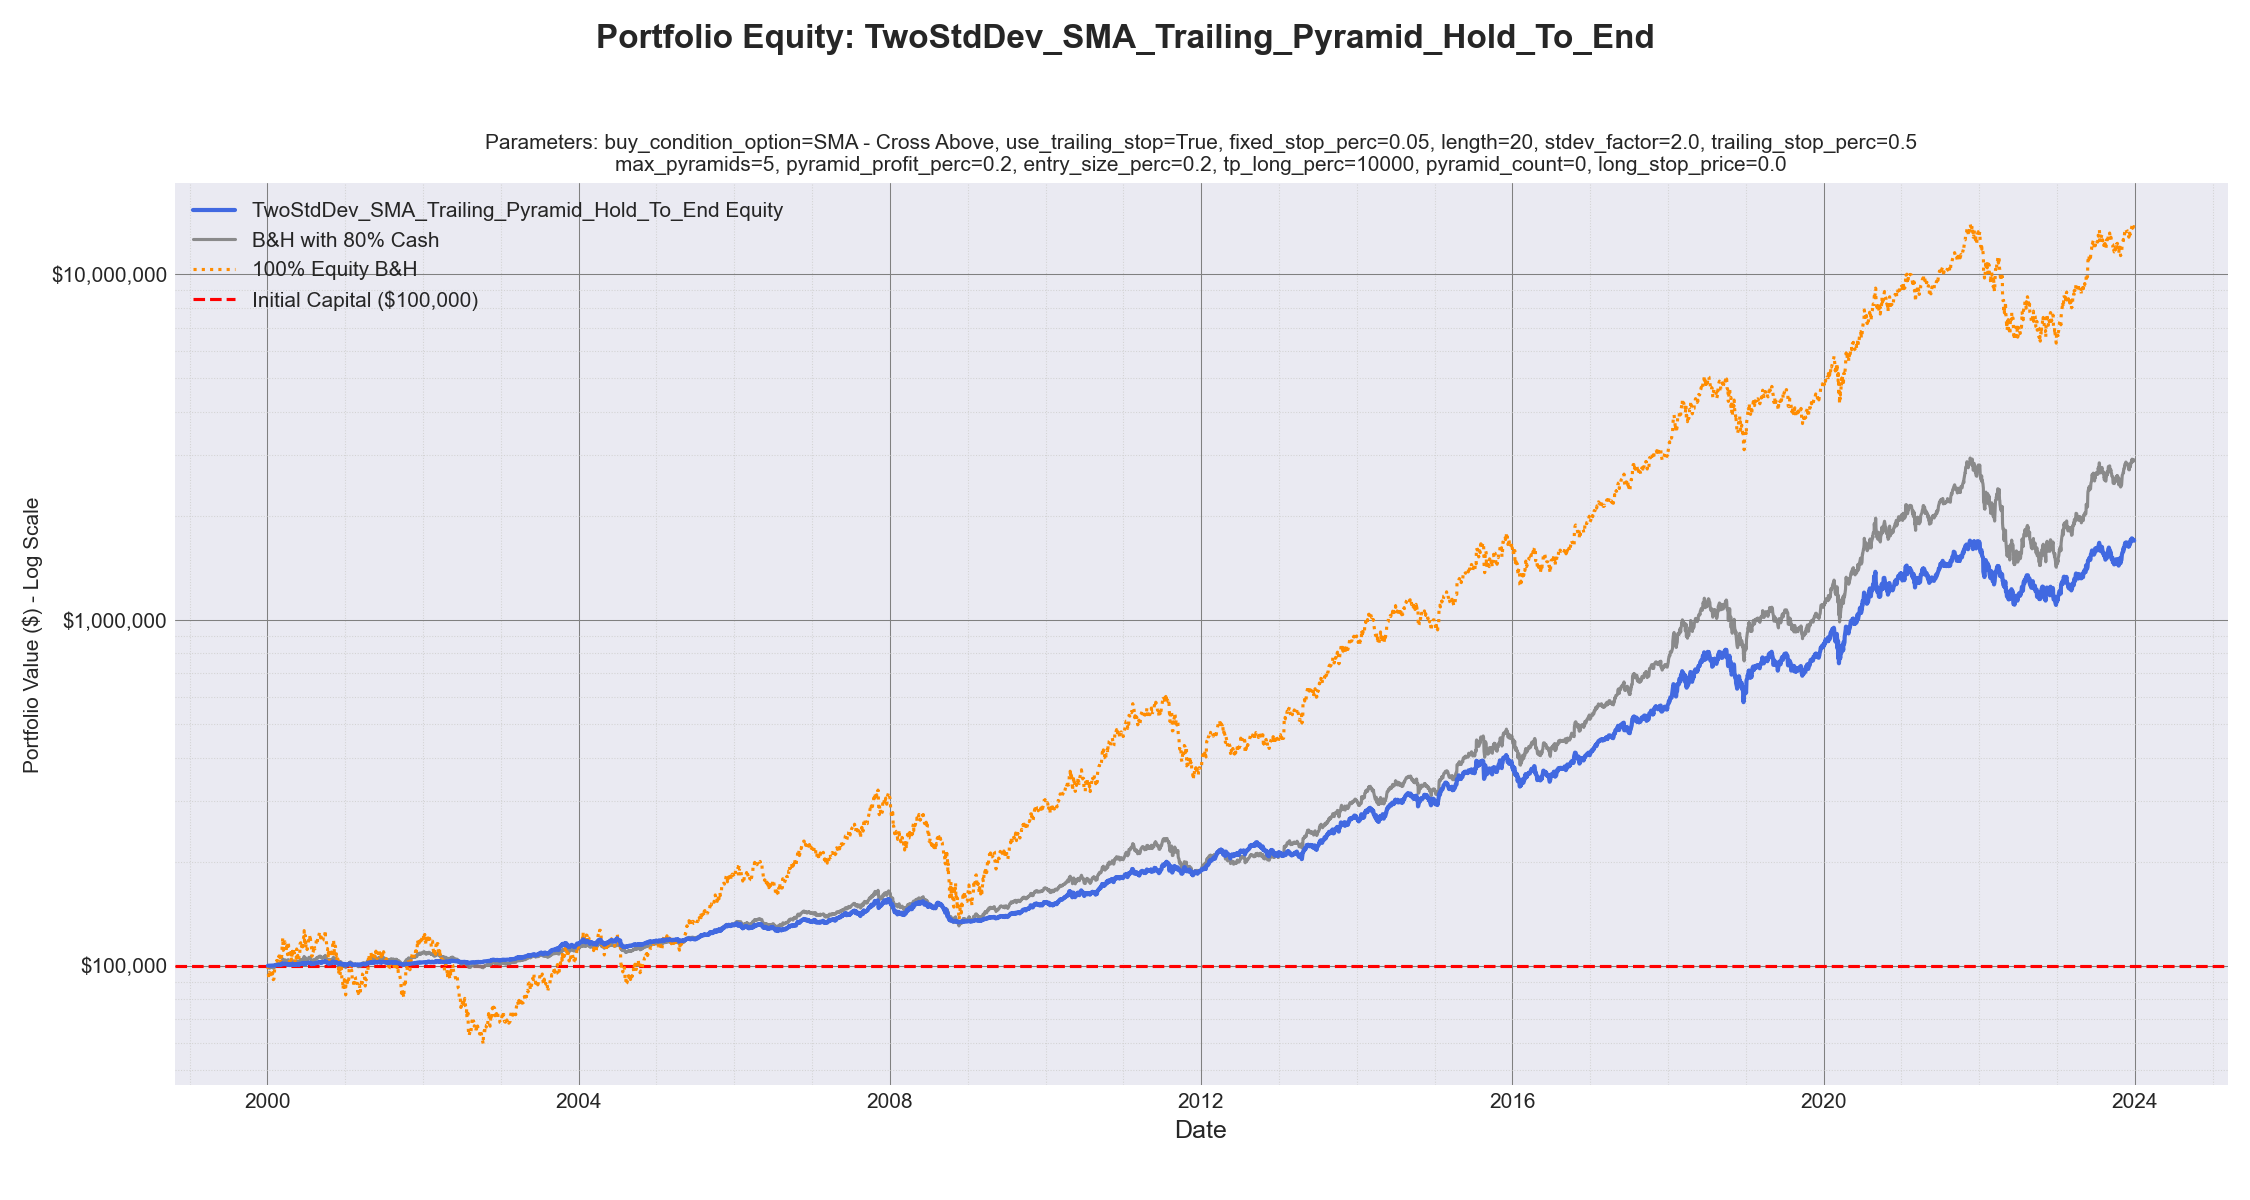 Portfolio Equity: TwoStdDev_SMA_Trailing_Pyramid_Hold_To_End
Parameters: buy_condition_option=SMA - Cross Above, use_trailing_stop=True, fixed_stop_perc=0.05, length=20, stdev_factor=2.0, trailing_stop_perc=0.5
max_pyramids=5, pyramid_profit_perc=0.2, entry_size_perc=0.2, tp_long_perc=10000, pyramid_count=0, long_stop_price=0.0
TwoStdDev_SMA_Trailing_Pyramid_Hold_To_End Equity
B&H with 80% Cash
100% Equity B&H
Initial Capital ($100,000)
$10,000,000
$1,000,000
$100,000
Portfolio Value ($) - Log Scale
2000
2004
2008
2012
2016
2020
2024
Date